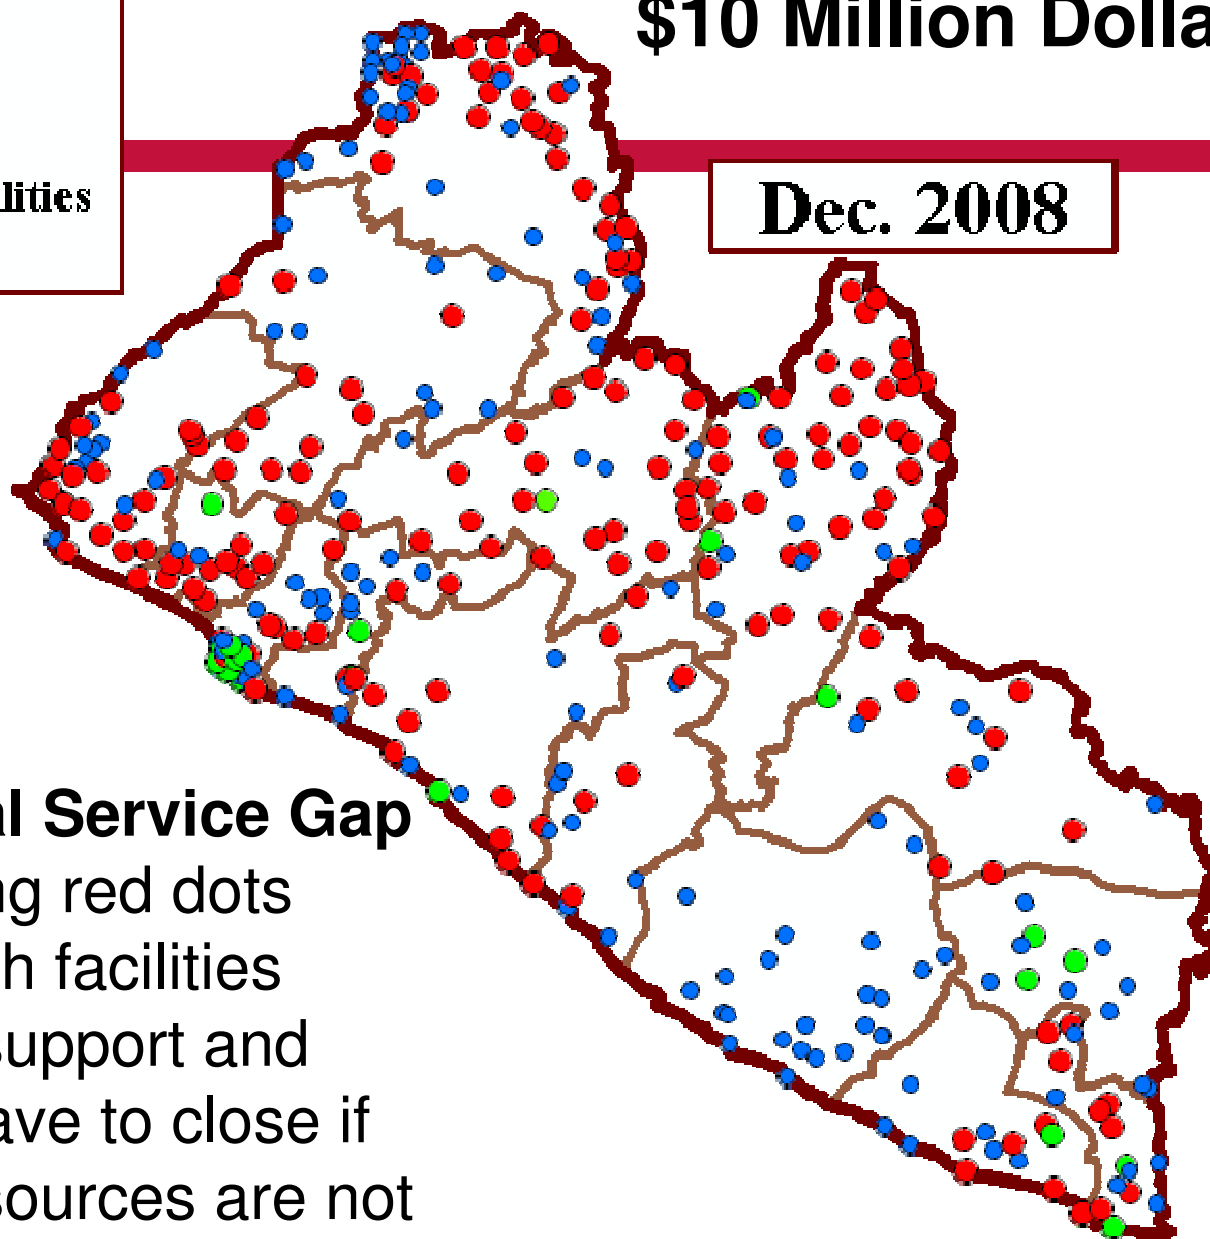 $10 Million Dolla
lities
Dec. 2008
l Service Gap
ng red dots
h facilities
support and
ave to close if
sources are not